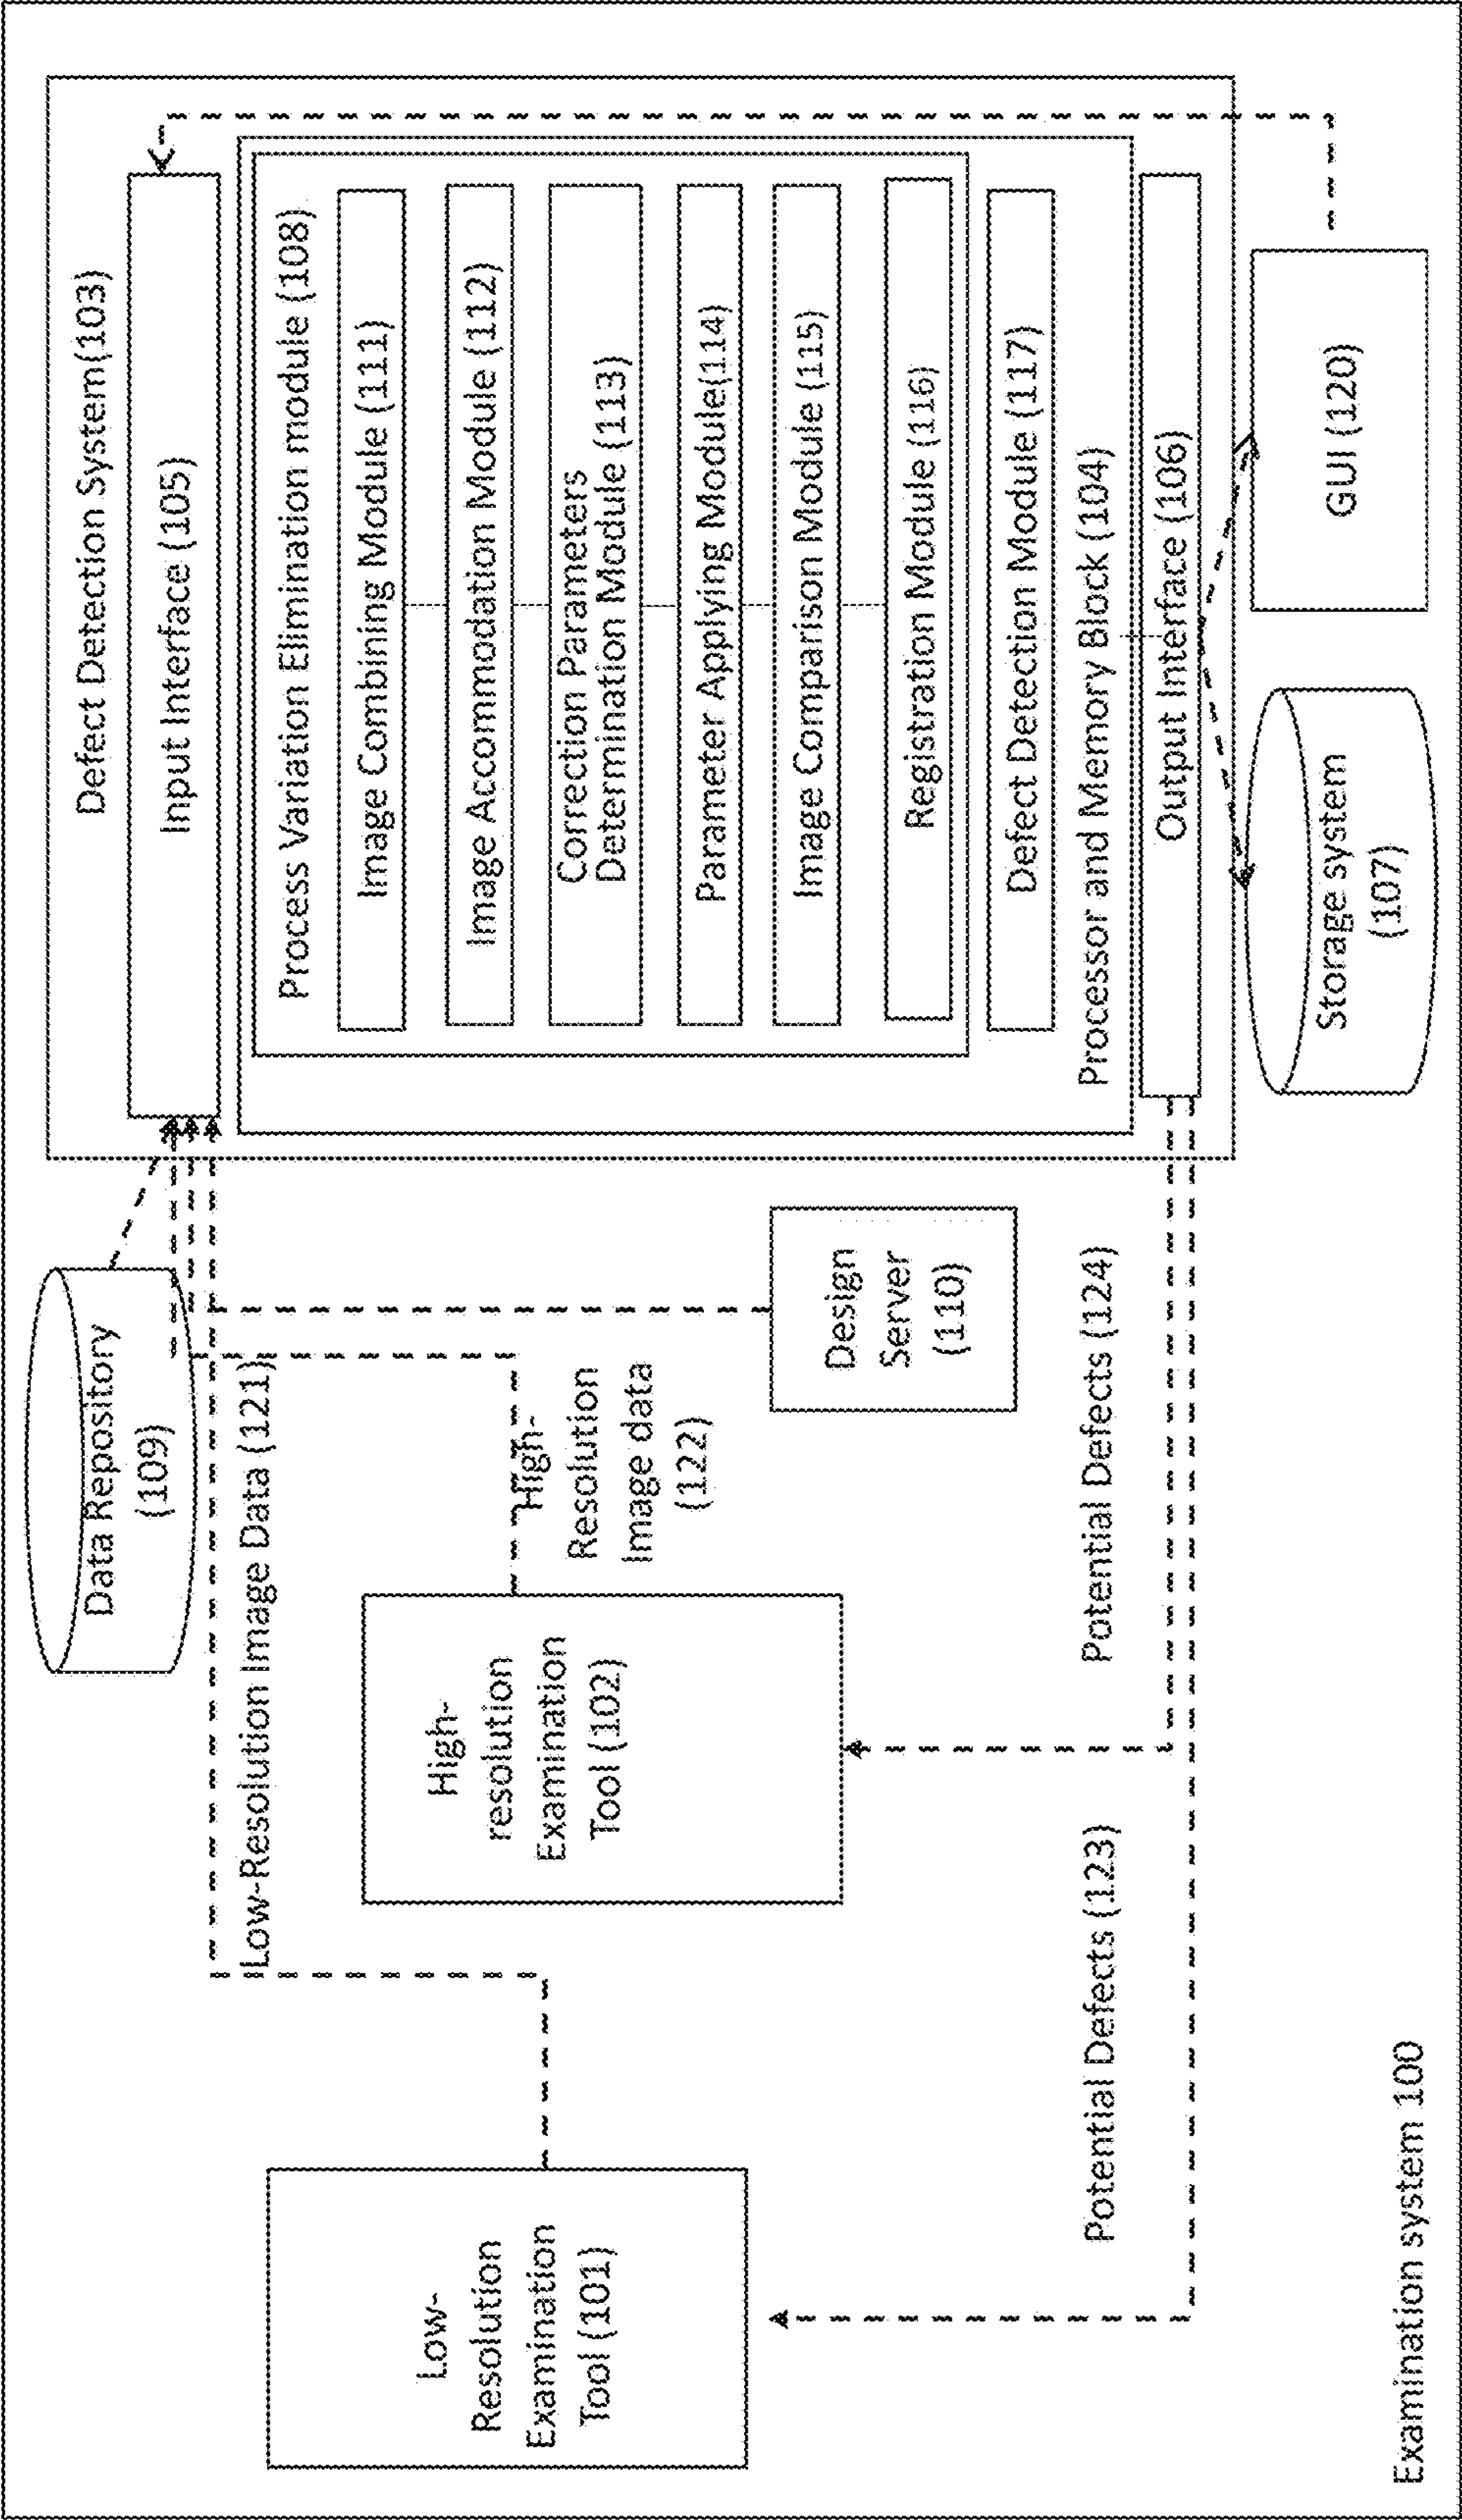 Data Repository
(109)
Low-Resolution Image Data (121)
Low-
Resolution
Examination
Tool (101)
High-
resolution
Examination
Tool (102)
High-
Resolution
Image data
(122)
Design
Server
(110)
Potential Defects (123)
Potential Defects (124)
Examination system 100
Defect Detection System(103)
Input Interface (105)
Process Variation Elimination module (108)
Image Combining Module (111)
Image Accommodation Module (112)
Correction Parameters
Determination Module (113)
Parameter Applying Module(114)
Image Comparison Module (115)
Registration Module (116)
Defect Detection Module (117)
Processor and Memory Block (104)
Output Interface (106)
Storage system
(107)
GUI (120)